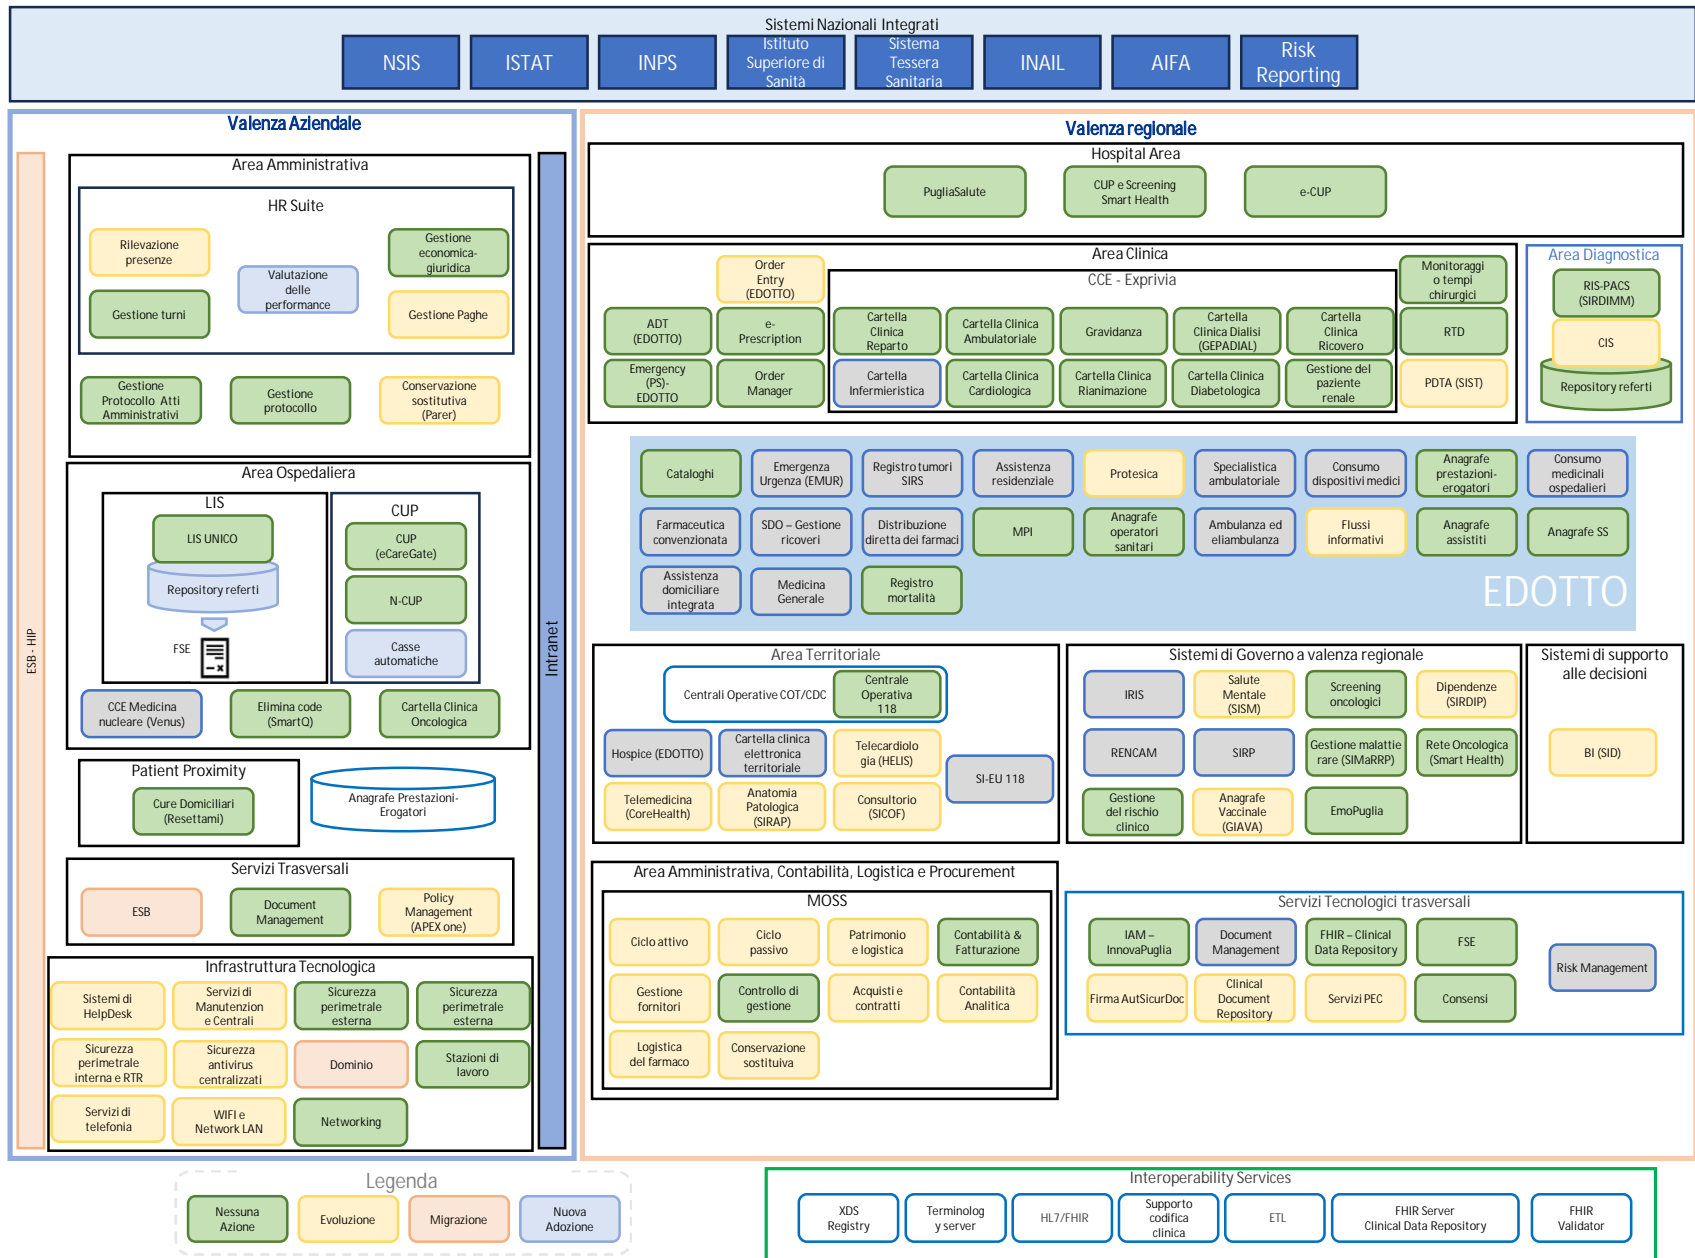 Sistemi Nazionali Integrati
NSIS
ISTAT
INPS
Istituto
Superiore di
Sanità
Sistema
Tessera
Sanitaria
INAIL
AIFA
Risk
Reporting
Valenza Aziendale
ESB - HIP
Intranet
Area Amministrativa
HR Suite
Rilevazione
presenze
Valutazione
delle
performance
Gestione
economica-
giuridica
Gestione turni
Gestione Paghe
Gestione
Protocollo Atti
Amministrativi
Gestione
protocollo
Conservazione
sostitutiva
(Parer)
Area Ospedaliera
LIS
LIS UNICO
Repository referti
FSE
CUP
CUP
(eCareGate)
N-CUP
Casse
automatiche
CCE Medicina
nucleare (Venus)
Elimina code
(SmartQ)
Cartella Clinica
Oncologica
Patient Proximity
Cure Domiciliari
(Resettami)
Anagrafe Prestazioni-
Erogatori
Servizi Trasversali
ESB
Document
Management
Policy
Management
(APEX one)
Infrastruttura Tecnologica
Sistemi di
HelpDesk
Servizi di
Manutenzion
e Centrali
Sicurezza
perimetrale
esterna
Sicurezza
perimetrale
esterna
Sicurezza
perimetrale
interna e RTR
Sicurezza
antivirus
centralizzati
Dominio
Stazioni di
lavoro
Servizi di
telefonia
WIFI e
Network LAN
Networking
Valenza regionale
Hospital Area
PugliaSalute
CUP e Screening
Smart Health
e-CUP
Area Clinica
Order
Entry
(EDOTTO)
CCE - Exprivia
Monitoraggi
o tempi
chirurgici
ADT
(EDOTTO)
e-
Prescription
Cartella
Clinica
Reparto
Cartella Clinica
Ambulatoriale
Gravidanza
Cartella
Clinica Dialisi
(GEPADIAL)
Cartella
Clinica
Ricovero
RTD
Emergency
(PS)-
EDOTTO
Order
Manager
Cartella
Infermieristica
Cartella Clinica
Cardiologica
Cartella Clinica
Rianimazione
Cartella Clinica
Diabetologica
Gestione del
paziente
renale
PDTA (SIST)
Area Diagnostica
RIS-PACS
(SIRDIMM)
CIS
Repository referti
Cataloghi
Emergenza
Urgenza (EMUR)
Registro tumori
SIRS
Assistenza
residenziale
Protesica
Specialistica
ambulatoriale
Consumo
dispositivi medici
Anagrafe
prestazioni-
erogatori
Consumo
medicinali
ospedalieri
Farmaceutica
convenzionata
SDO – Gestione
ricoveri
Distribuzione
diretta dei farmaci
MPI
Anagrafe
operatori
sanitari
Ambulanza ed
eliambulanza
Flussi
informativi
Anagrafe
assistiti
Anagrafe SS
Assistenza
domiciliare
integrata
Medicina
Generale
Registro
mortalità
EDOTTO
Area Territoriale
Centrali Operative COT/CDC
Centrale
Operativa
118
Hospice (EDOTTO)
Cartella clinica
elettronica
territoriale
Telecardiolo
gia (HELIS)
SI-EU 118
Telemedicina
(CoreHealth)
Anatomia
Patologica
(SIRAP)
Consultorio
(SICOF)
Sistemi di Governo a valenza regionale
IRIS
Salute
Mentale
(SISM)
Screening
oncologici
Dipendenze
(SIRDIP)
RENCAM
SIRP
Gestione malattie
rare (SIMaRRP)
Rete Oncologica
(Smart Health)
Gestione
del rischio
clinico
Anagrafe
Vaccinale
(GIAVA)
EmoPuglia
Sistemi di supporto
alle decisioni
BI (SID)
Area Amministrativa, Contabilità, Logistica e Procurement
MOSS
Ciclo attivo
Ciclo
passivo
Patrimonio
e logistica
Contabilità &
Fatturazione
Gestione
fornitori
Controllo di
gestione
Acquisti e
contratti
Contabilità
Analitica
Logistica
del farmaco
Conservazione
sostituiva
Servizi Tecnologici trasversali
IAM –
InnovaPuglia
Document
Management
FHIR – Clinical
Data Repository
FSE
Risk Management
Firma AutSicurDoc
Clinical
Document
Repository
Servizi PEC
Consensi
Legenda
Nessuna
Azione
Evoluzione
Migrazione
Nuova
Adozione
Interoperability Services
XDS
Registry
Terminolog
y server
HL7/FHIR
Supporto
codifica
clinica
ETL
FHIR Server
Clinical Data Repository
FHIR
Validator